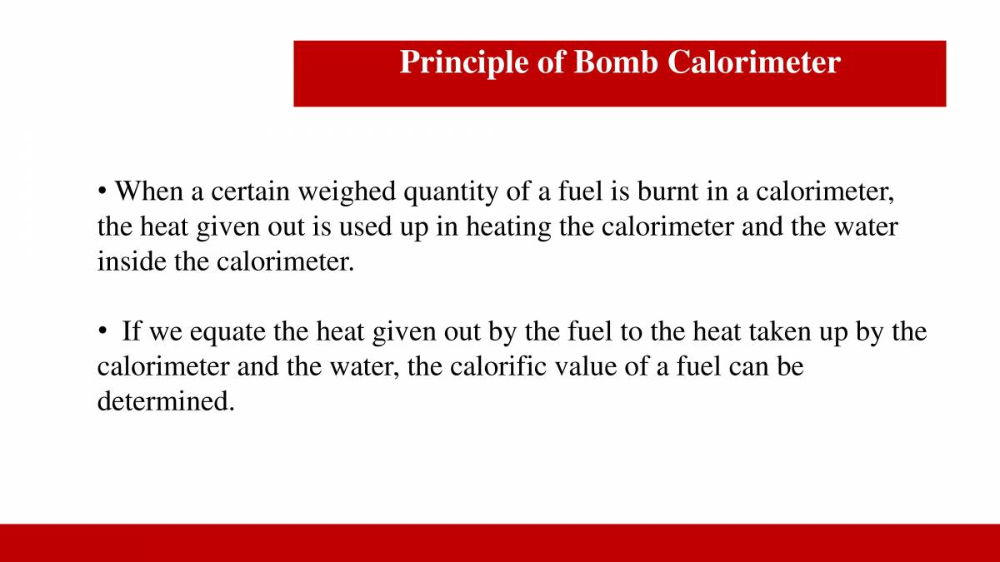 Principle of Bomb Calorimeter
• When a certain weighed quantity of a fuel is burnt in a calorimeter,
the heat given out is used up in heating the calorimeter and the water
inside the calorimeter.
• If we equate the heat given out by the fuel to the heat taken up by the
calorimeter and the water, the calorific value of a fuel can be
determined.